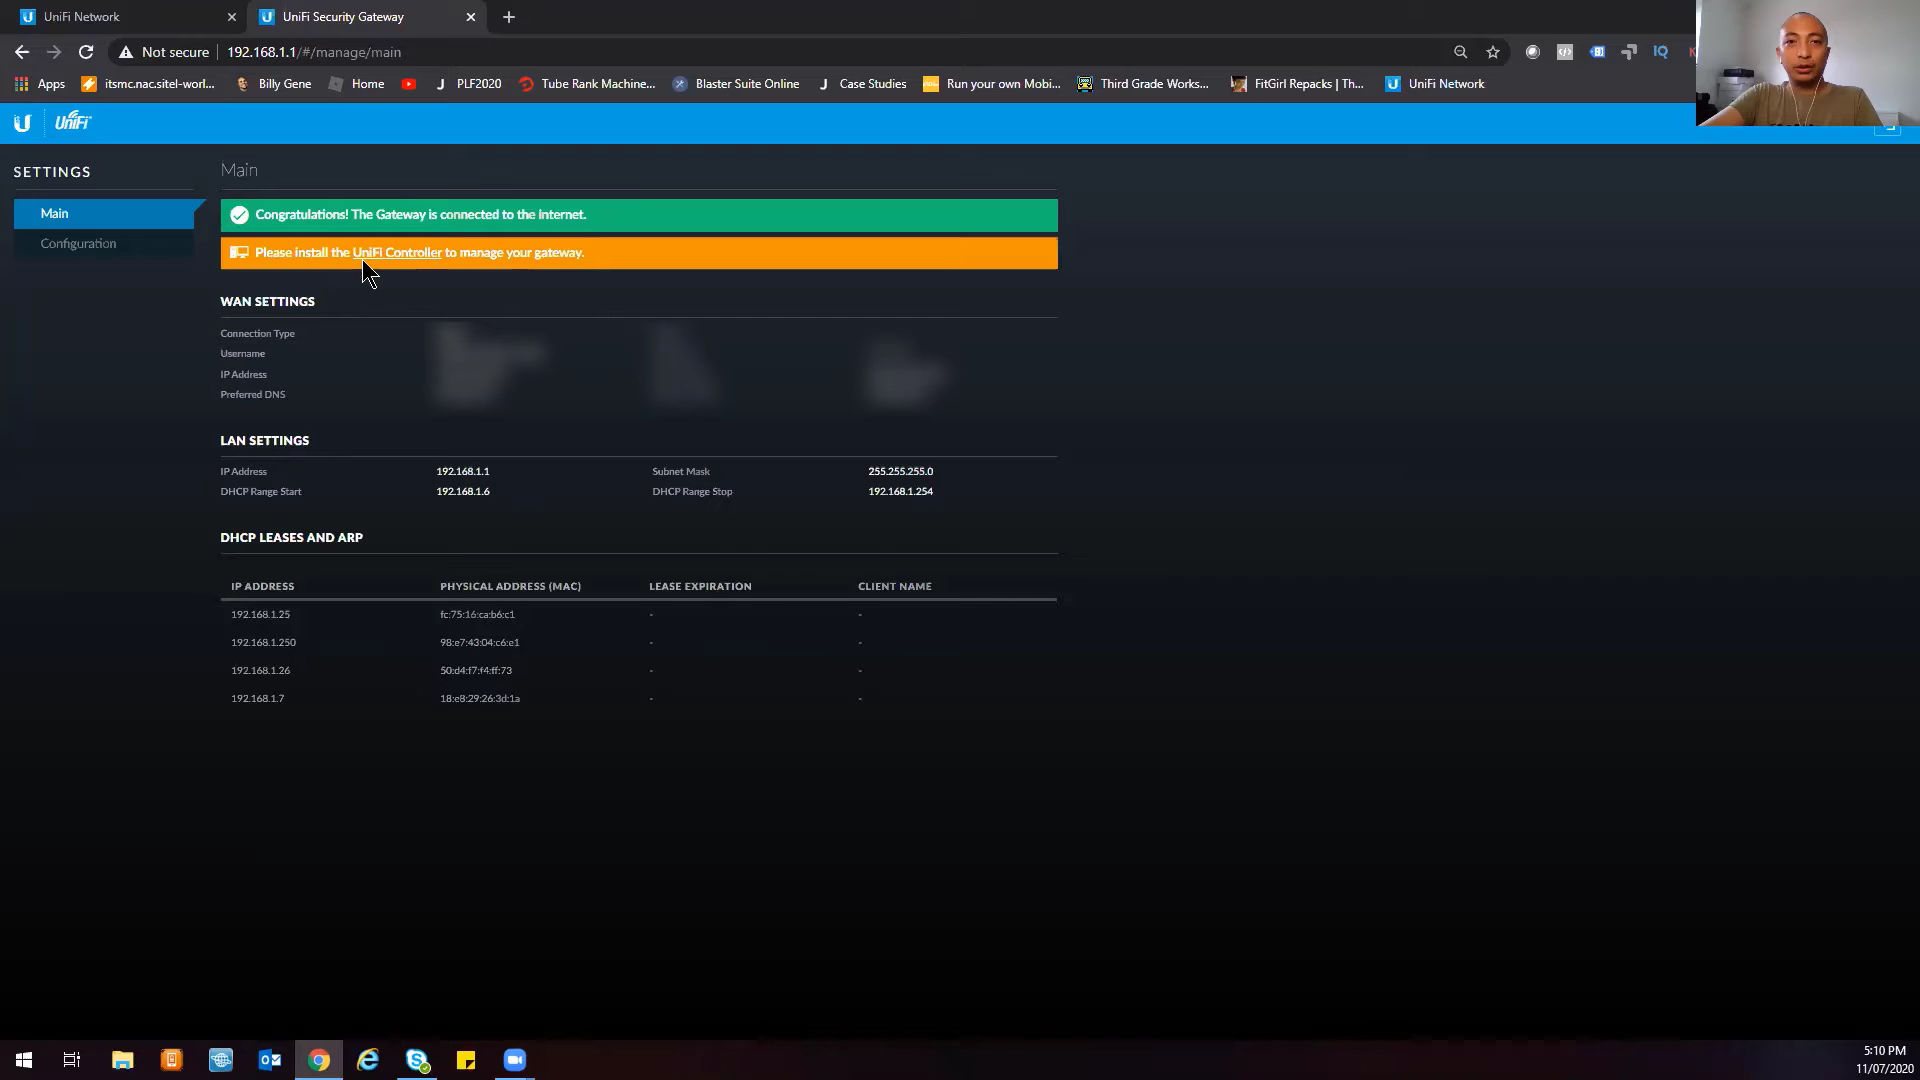 UniFi Network
UniFi Security Gateway
Not secure 192.168.1.1/#/manage/main
IQ
Apps itsmc.nac.sitel-worl... Billy Gene Home PLF2020 Tube Rank Machine... Blaster Suite Online Case Studies Run your own Mobi... Third Grade Works... FitGirl Repacks | Th... UniFi Network
UniFi
SETTINGS
Main
Configuration
Main
Congratulations! The Gateway is connected to the internet.
Please install the UniFi Controller to manage your gateway.
WAN SETTINGS
Connection Type
Username
IP Address
Preferred DNS
LAN SETTINGS
IP Address 192.168.1.1 Subnet Mask 255.255.255.0
DHCP Range Start 192.168.1.6 DHCP Range Stop 192.168.1.254
DHCP LEASES AND ARP
IP ADDRESS PHYSICAL ADDRESS (MAC) LEASE EXPIRATION CLIENT NAME
192.168.1.25 fc:75:16:ca:b6:c1 - -
192.168.1.250 98:e7:43:04:c6:e1 - -
192.168.1.26 50:d4:f7:f4:ff:73 - -
192.168.1.7 18:e8:29:26:3d:1a - -
5:10 PM
11/07/2020